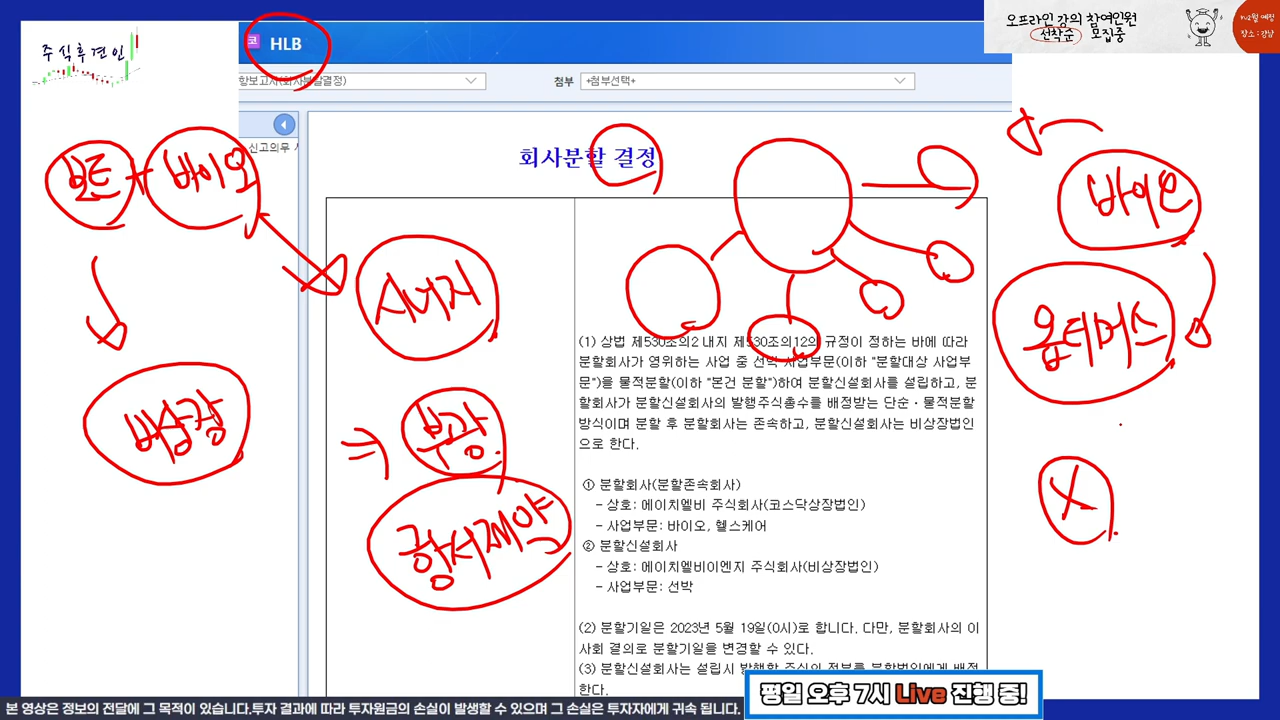 주식후견인
HLB
오프라인 강의 참여인원
선착순 모집중
11/12월 예정
장소 : 강남
첨부
+첨부선택+
신고의무
회사분할 결정
보트 + 바이오
시너지
비상장
부광
항서제약
바이오
옵티머스
X
(1) 상법 제530조의2 내지 제530조의12의 규정이 정하는 바에 따라
분할회사가 영위하는 사업 중 선박 사업부문(이하 "분할대상 사업부
문")을 물적분할(이하 "본건 분할")하여 분할신설회사를 설립하고, 분
할회사가 분할신설회사의 발행주식총수를 배정받는 단순·물적분할
방식이며 분할 후 분할회사는 존속하고, 분할신설회사는 비상장법인
으로 한다.
① 분할회사(분할존속회사)
- 상호: 에이치엘비 주식회사(코스닥상장법인)
- 사업부문: 바이오, 헬스케어
② 분할신설회사
- 상호: 에이치엘비이엔지 주식회사(비상장법인)
- 사업부문: 선박
(2) 분할기일은 2023년 5월 19일(0시)로 합니다. 다만, 분할회사의 이
사회 결의로 분할기일을 변경할 수 있다.
(3) 분할신설회사는 설립시 발행할 주식의 전부를 분할법인에게 배정
한다.
평일 오후 7시 Live 진행 중!
본 영상은 정보의 전달에 그 목적이 있습니다.투자 결과에 따라 투자원금의 손실이 발생할 수 있으며 그 손실은 투자자에게 귀속 됩니다.